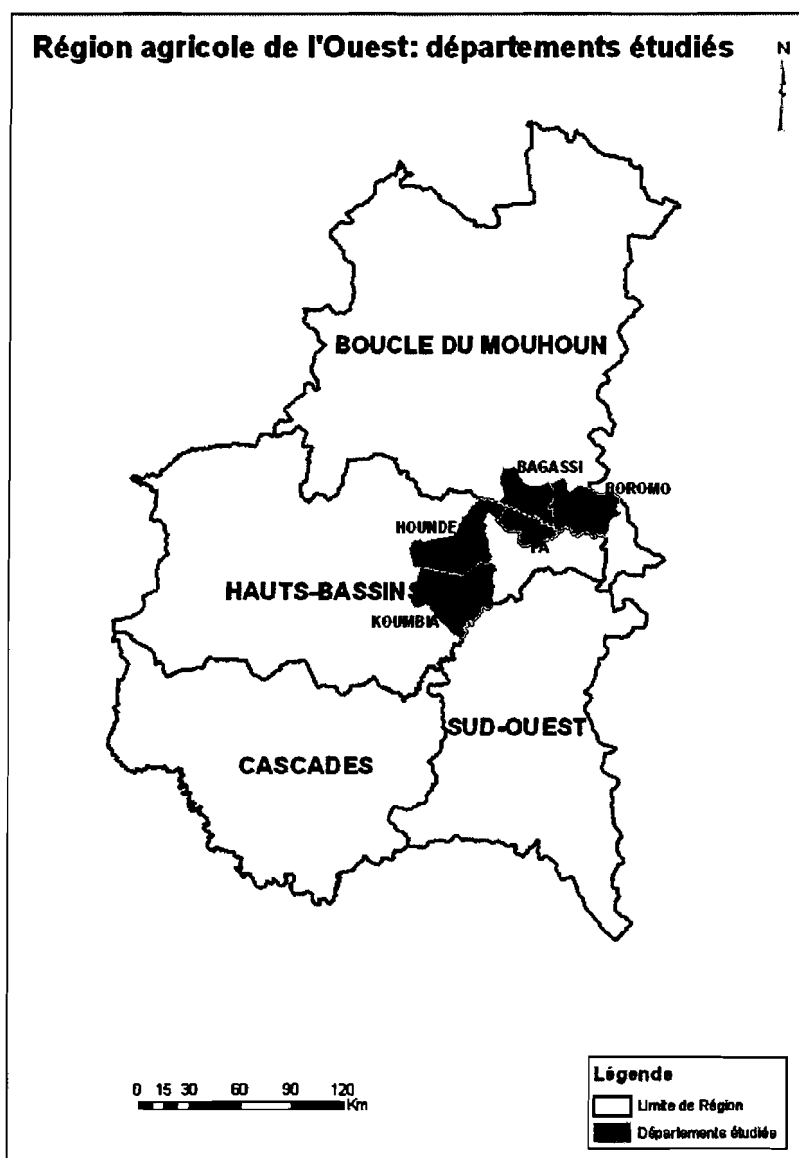 Région agricole de l'Ouest: départements étudiés
N
BOUCLE DU MOUHOUN
BAGASSI
BOROMO
HOUNDE
PA
HAUTS-BASSINS
KOUMBIA
SUD-OUEST
CASCADES
0 15 30 60 90 120
Km
Légende
Limite de Région
Départements étudiés